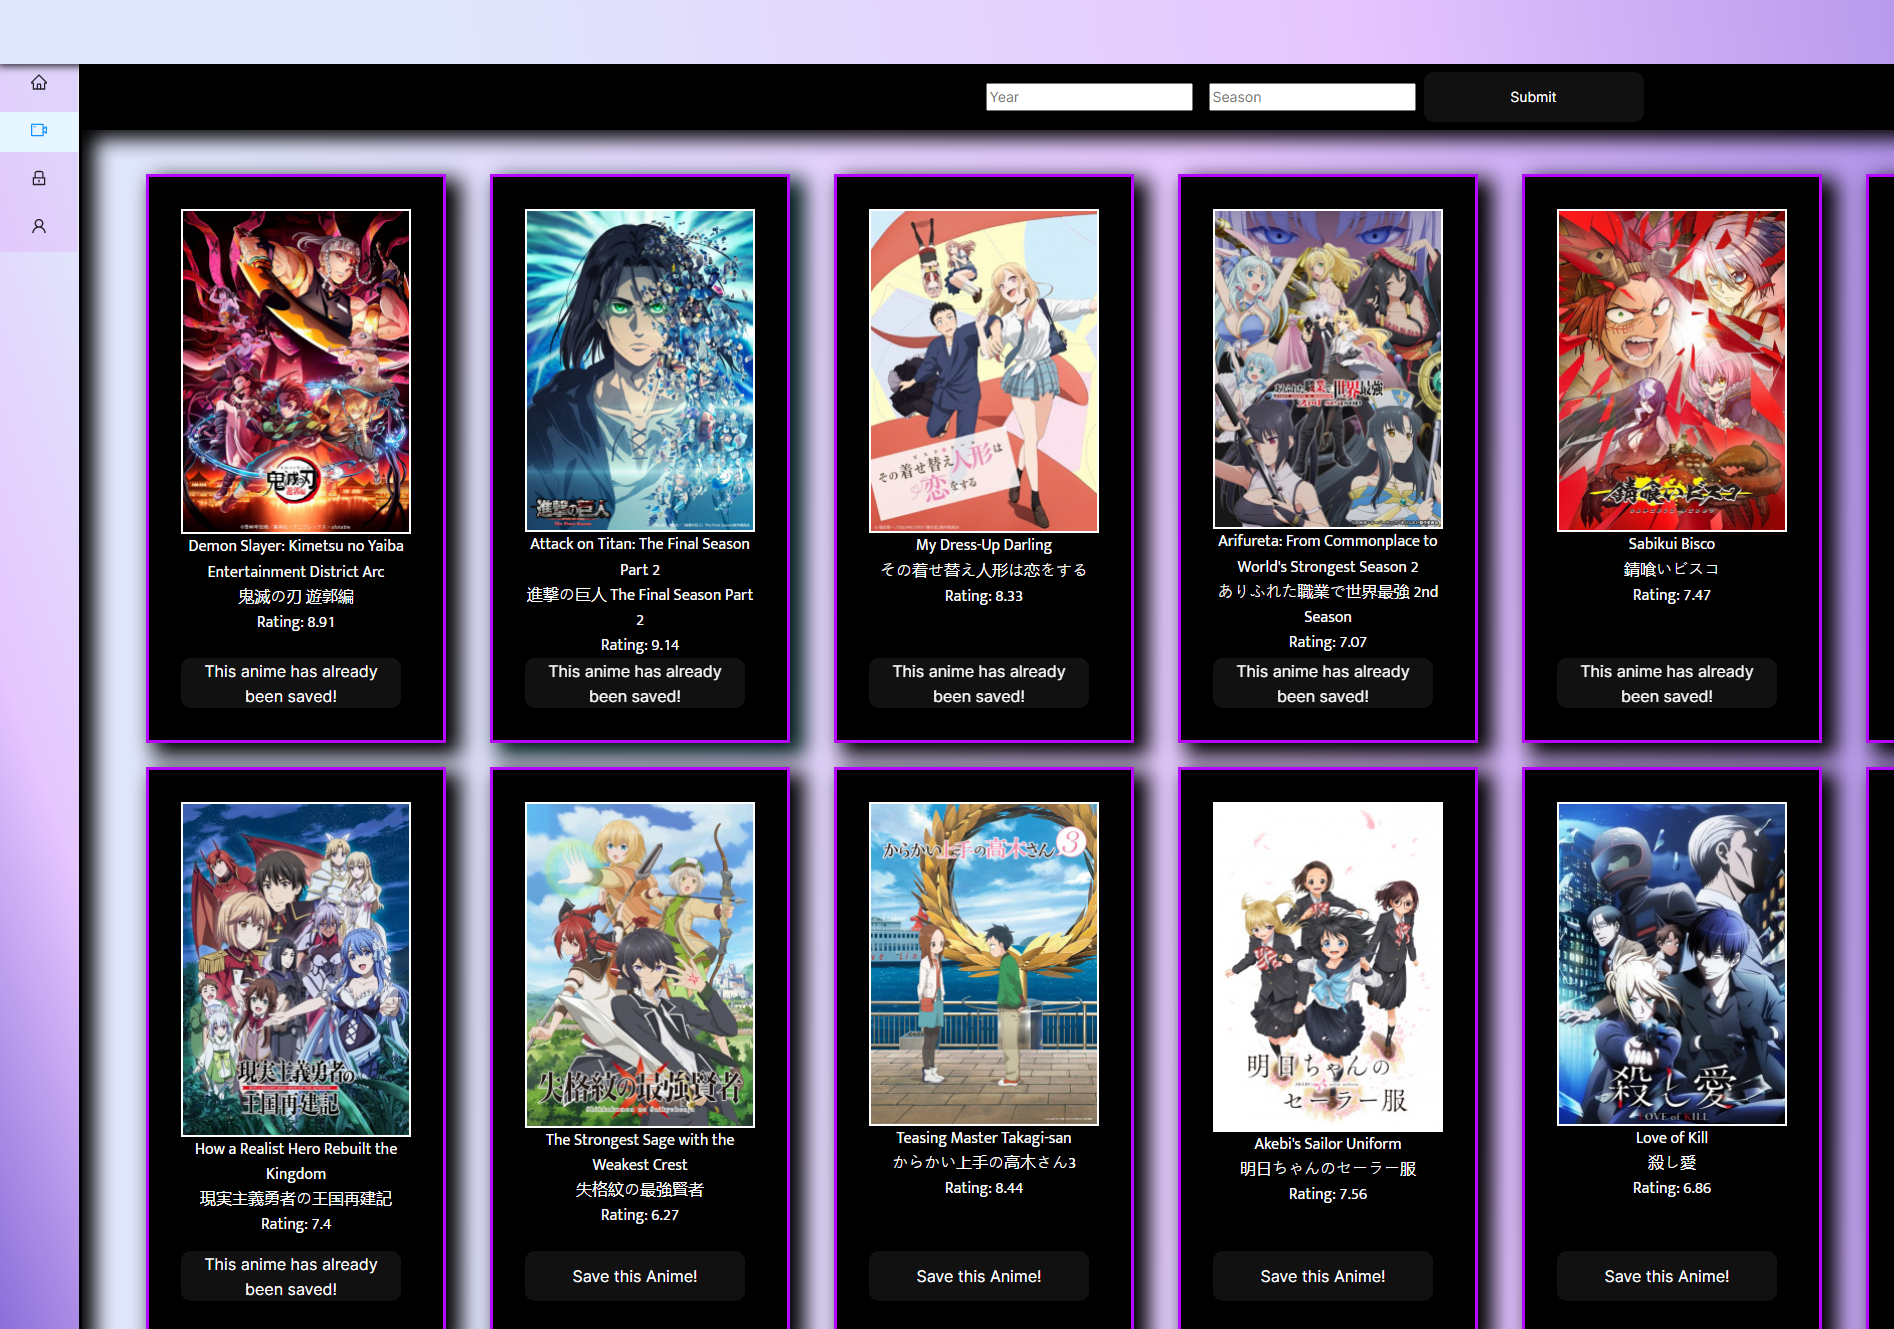 Year
Season
Submit
鬼滅の刃
遊郭編
Demon Slayer: Kimetsu no Yaiba
Entertainment District Arc
鬼滅の刃 遊郭編
Rating: 8.91
This anime has already
been saved!
進撃の巨人
The Final Season
Attack on Titan: The Final Season
Part 2
進撃の巨人 The Final Season Part
2
Rating: 9.14
This anime has already
been saved!
その着せ替え人形は
恋をする
My Dress-Up Darling
その着せ替え人形は恋をする
Rating: 8.33
This anime has already
been saved!
ありふれた職業で世界最強
Arifureta: From Commonplace to
World's Strongest Season 2
ありふれた職業で世界最強 2nd
Season
Rating: 7.07
This anime has already
been saved!
錆喰いビスコ
Sabikui Bisco
錆喰いビスコ
Rating: 7.47
This anime has already
been saved!
現実主義勇者の
王国再建記
How a Realist Hero Rebuilt the
Kingdom
現実主義勇者の王国再建記
Rating: 7.4
This anime has already
been saved!
失格紋の最強賢者
Shikkakumon no Saikyokenja
The Strongest Sage with the
Weakest Crest
失格紋の最強賢者
Rating: 6.27
Save this Anime!
からかい上手の高木さん3
Teasing Master Takagi-san
からかい上手の高木さん3
Rating: 8.44
Save this Anime!
明日ちゃんの
セーラー服
Akebi's Sailor Uniform
明日ちゃんのセーラー服
Rating: 7.56
Save this Anime!
殺し愛
LOVE of KILL
Love of Kill
殺し愛
Rating: 6.86
Save this Anime!